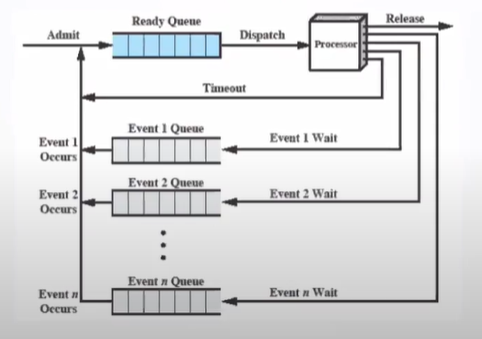 Ready Queue
Release
Admit
Dispatch
Processor
Timeout
Event 1 Queue
Event 1 Wait
Event 1
Occurs
Event 2 Queue
Event 2 Wait
Event 2
Occurs
Event n Queue
Event n Wait
Event n
Occurs